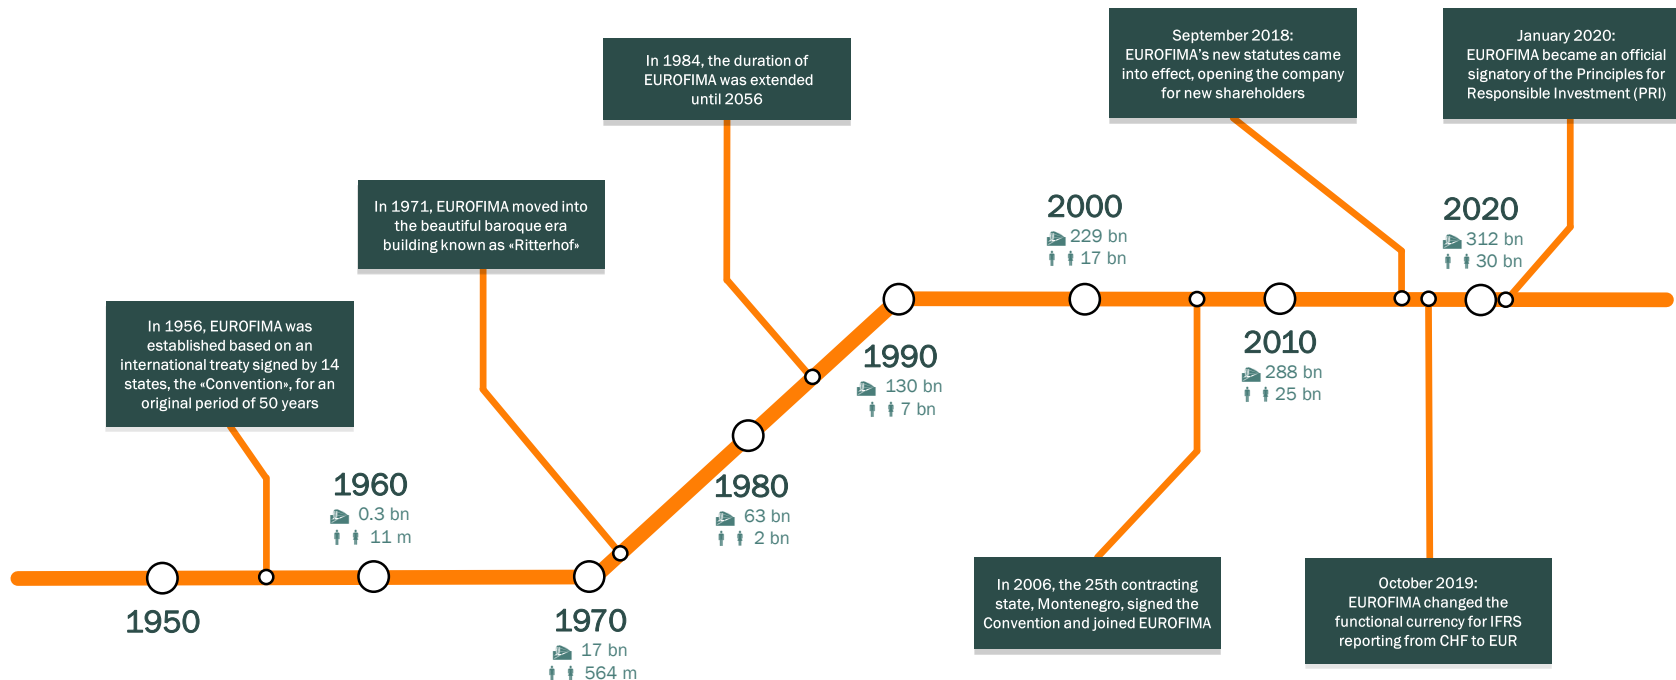 In 1956, EUROFIMA was
established based on an
international treaty signed by 14
states, the «Convention», for an
original period of 50 years
In 1971, EUROFIMA moved into
the beautiful baroque era
building known as «Ritterhof»
In 1984, the duration of
EUROFIMA was extended
until 2056
September 2018:
EUROFIMA’s new statutes came
into effect, opening the company
for new shareholders
January 2020:
EUROFIMA became an official
signatory of the Principles for
Responsible Investment (PRI)
1950
1960
0.3 bn
11 m
1970
17 bn
564 m
1980
63 bn
2 bn
1990
130 bn
7 bn
2000
229 bn
17 bn
2010
288 bn
25 bn
2020
312 bn
30 bn
In 2006, the 25th contracting
state, Montenegro, signed the
Convention and joined EUROFIMA
October 2019:
EUROFIMA changed the
functional currency for IFRS
reporting from CHF to EUR